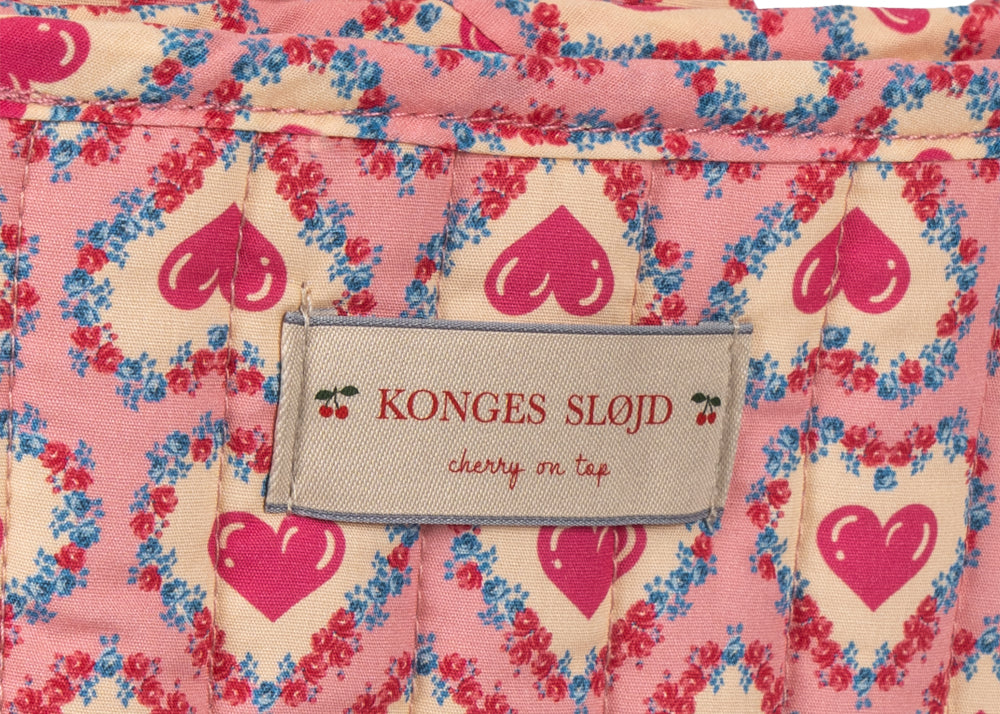 KONGES SLØJD
cherry on top